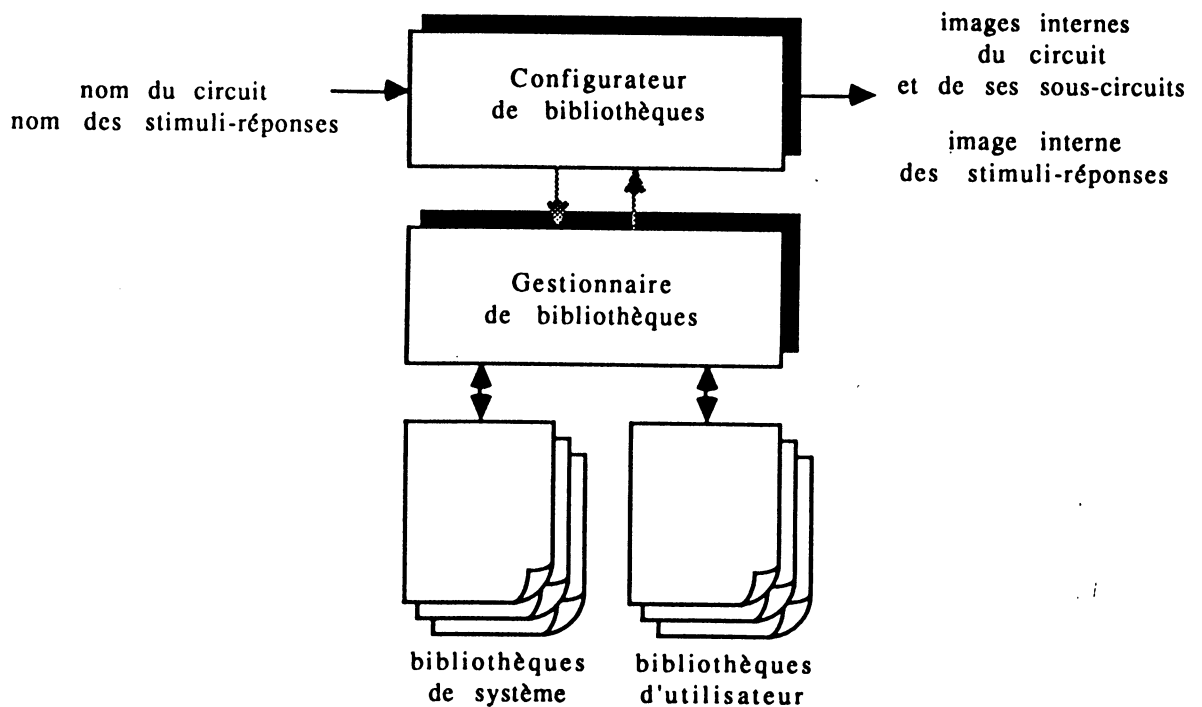 nom du circuit
nom des stimuli-réponses
Configurateur
de bibliothèques
images internes
du circuit
et de ses sous-circuits
image interne
des stimuli-réponses
Gestionnaire
de bibliothèques
bibliothèques
de système
bibliothèques
d'utilisateur